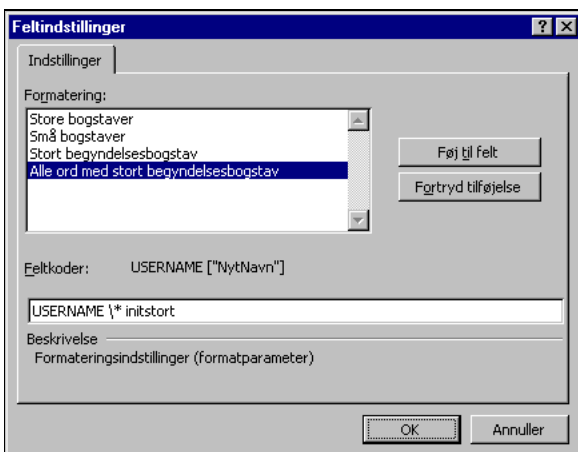 Feltindstillinger
Indstillinger
Formatering:
Store bogstaver
Små bogstaver
Stort begyndelsesbogstav
Alle ord med stort begyndelsesbogstav
Føj til felt
Fortryd tilføjelse
Feltkoder: USERNAME ["NytNavn"]
USERNAME \* initstort
Beskrivelse
Formateringsindstillinger (formatparameter)
OK Annuller